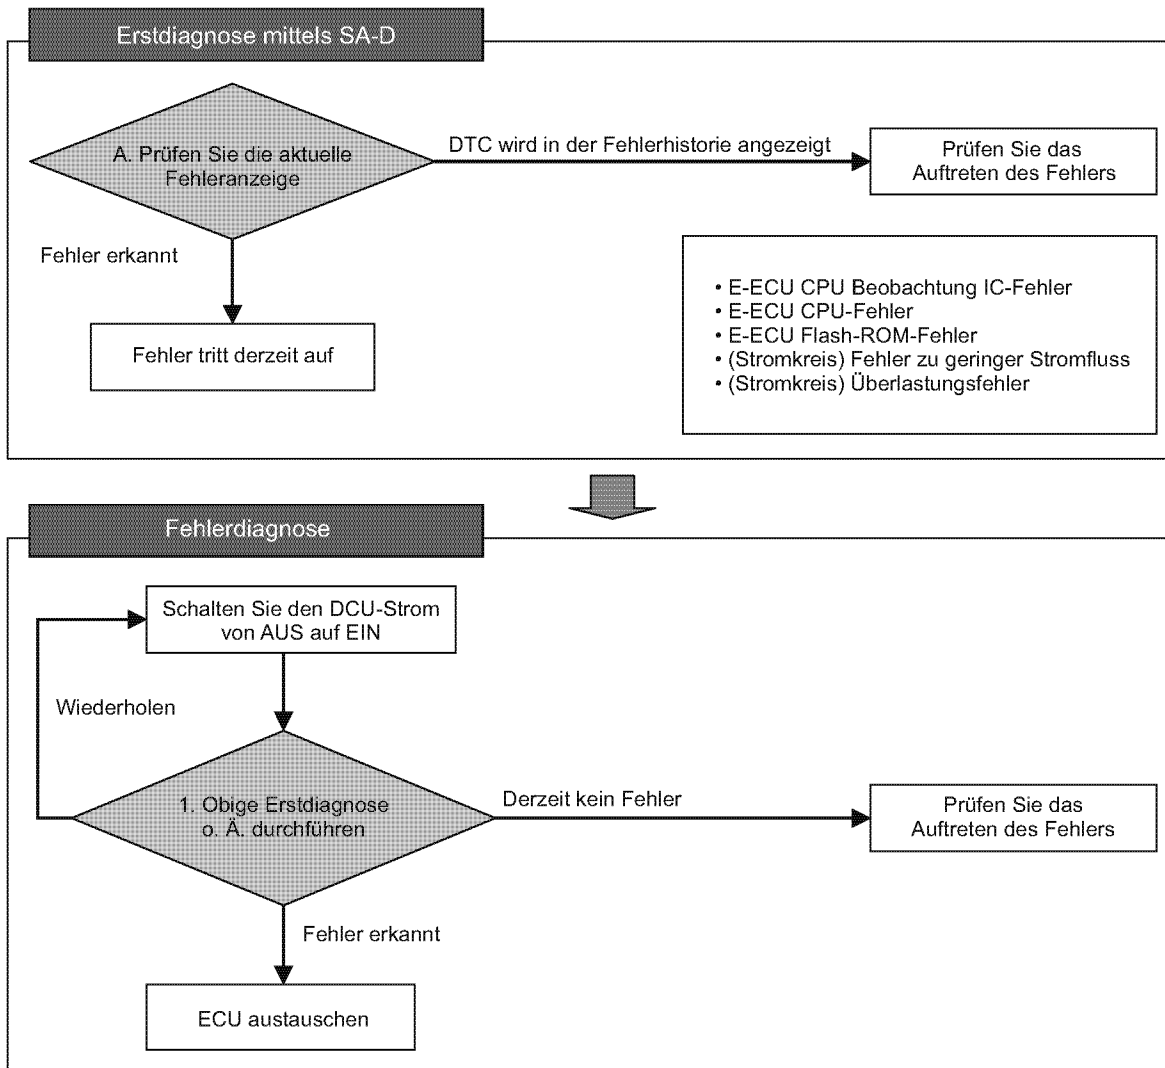 Erstdiagnose mittels SA-D
A. Prüfen Sie die aktuelle
Fehleranzeige
DTC wird in der Fehlerhistorie angezeigt
Prüfen Sie das
Auftreten des Fehlers
Fehler erkannt
Fehler tritt derzeit auf
• E-ECU CPU Beobachtung IC-Fehler
• E-ECU CPU-Fehler
• E-ECU Flash-ROM-Fehler
• (Stromkreis) Fehler zu geringer Stromfluss
• (Stromkreis) Überlastungsfehler
Fehlerdiagnose
Schalten Sie den DCU-Strom
von AUS auf EIN
Wiederholen
1. Obige Erstdiagnose
o. Ä. durchführen
Derzeit kein Fehler
Prüfen Sie das
Auftreten des Fehlers
Fehler erkannt
ECU austauschen